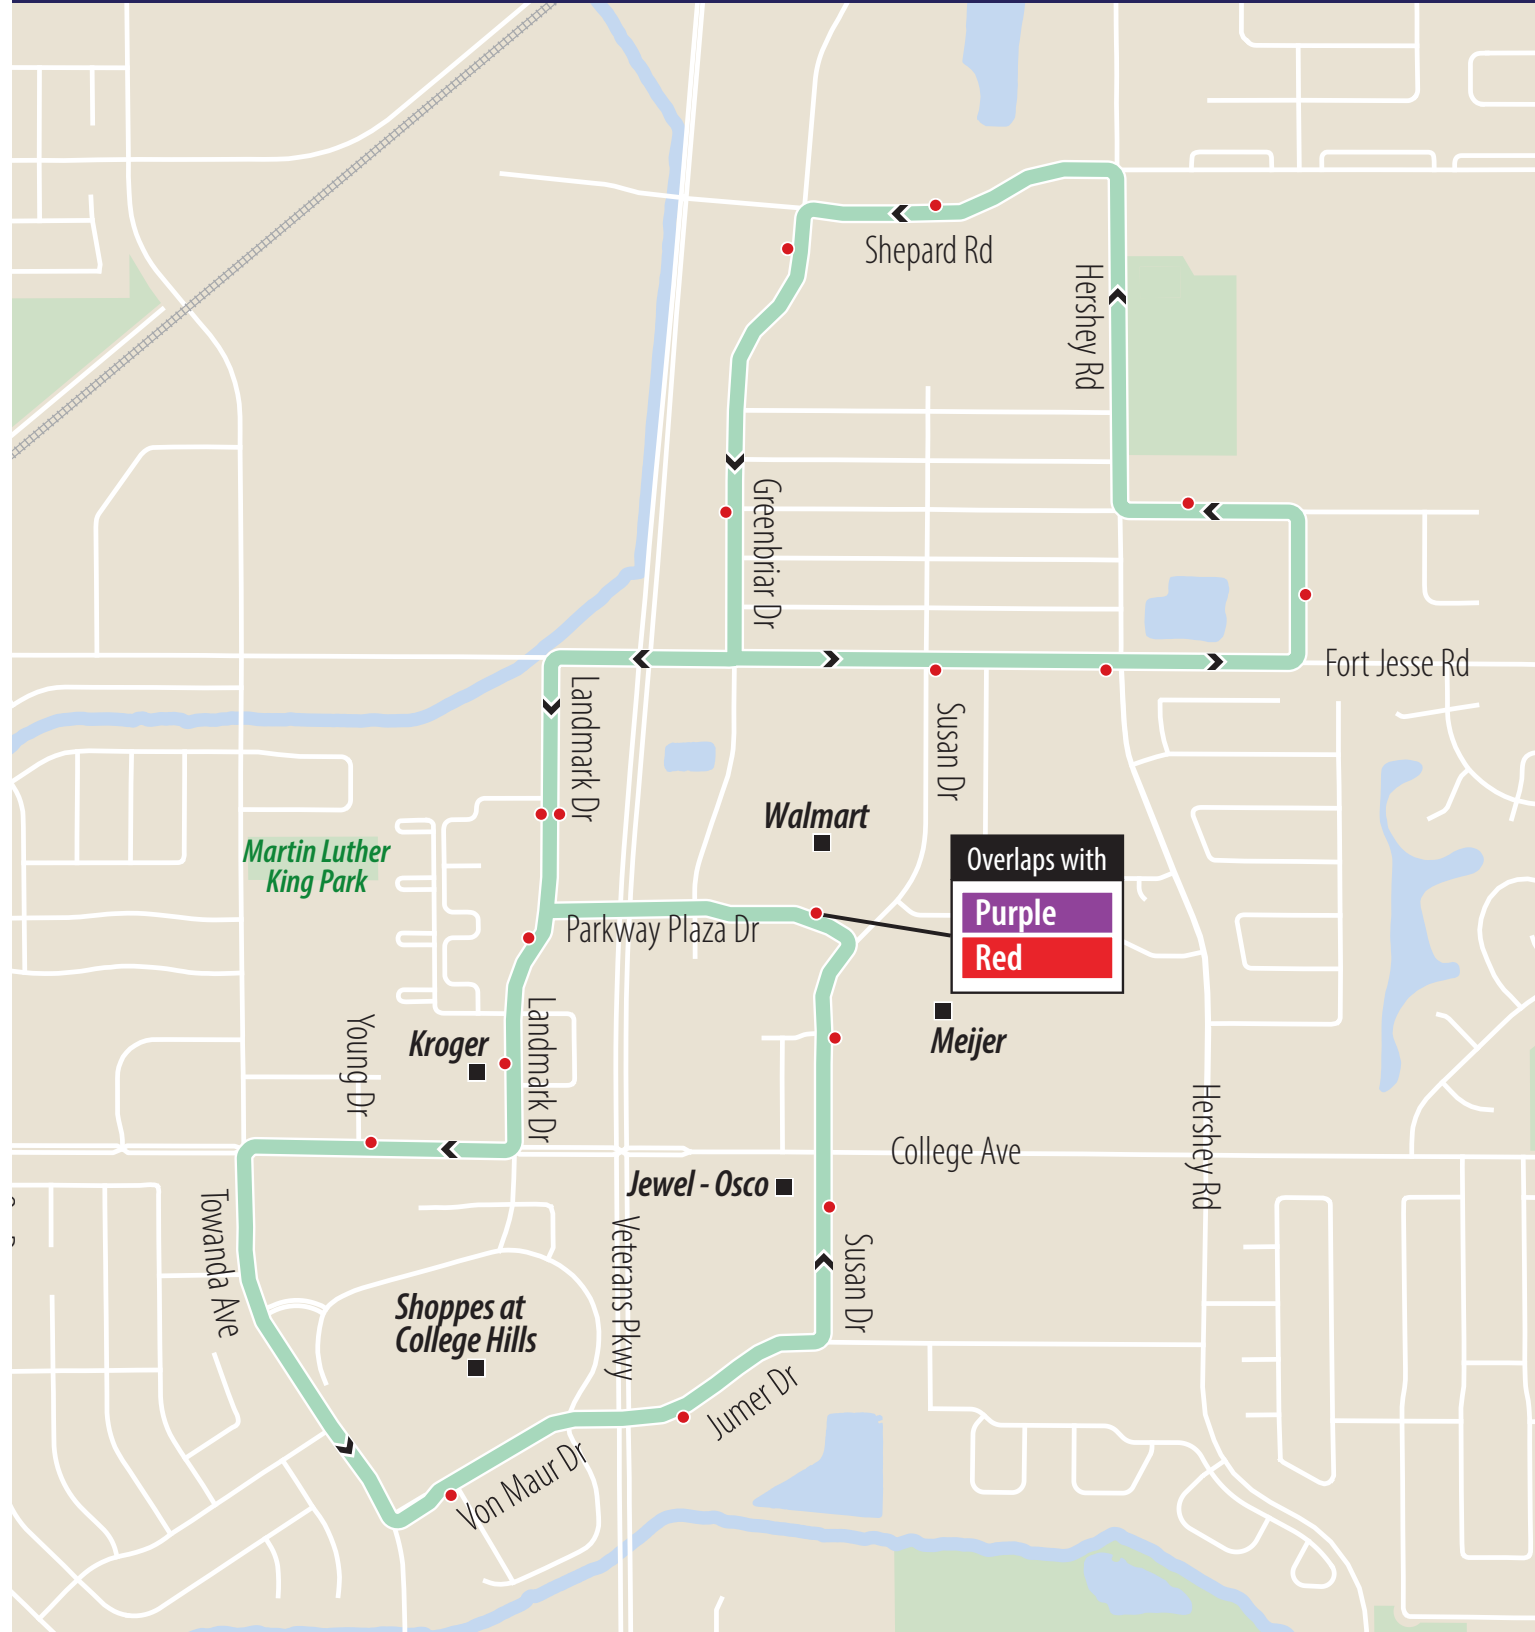 Shepard Rd
Hershey Rd
Greenbriar Dr
Fort Jesse Rd
Landmark Dr
Susan Dr
Walmart
Martin Luther
King Park
Overlaps with
Purple
Red
Parkway Plaza Dr
Landmark Dr
Young Dr
Kroger
Meijer
Hershey Rd
College Ave
Jewel - Osco
Towanda Ave
Veterans Pkwy
Susan Dr
Shoppes at
College Hills
Jumer Dr
Von Maur Dr